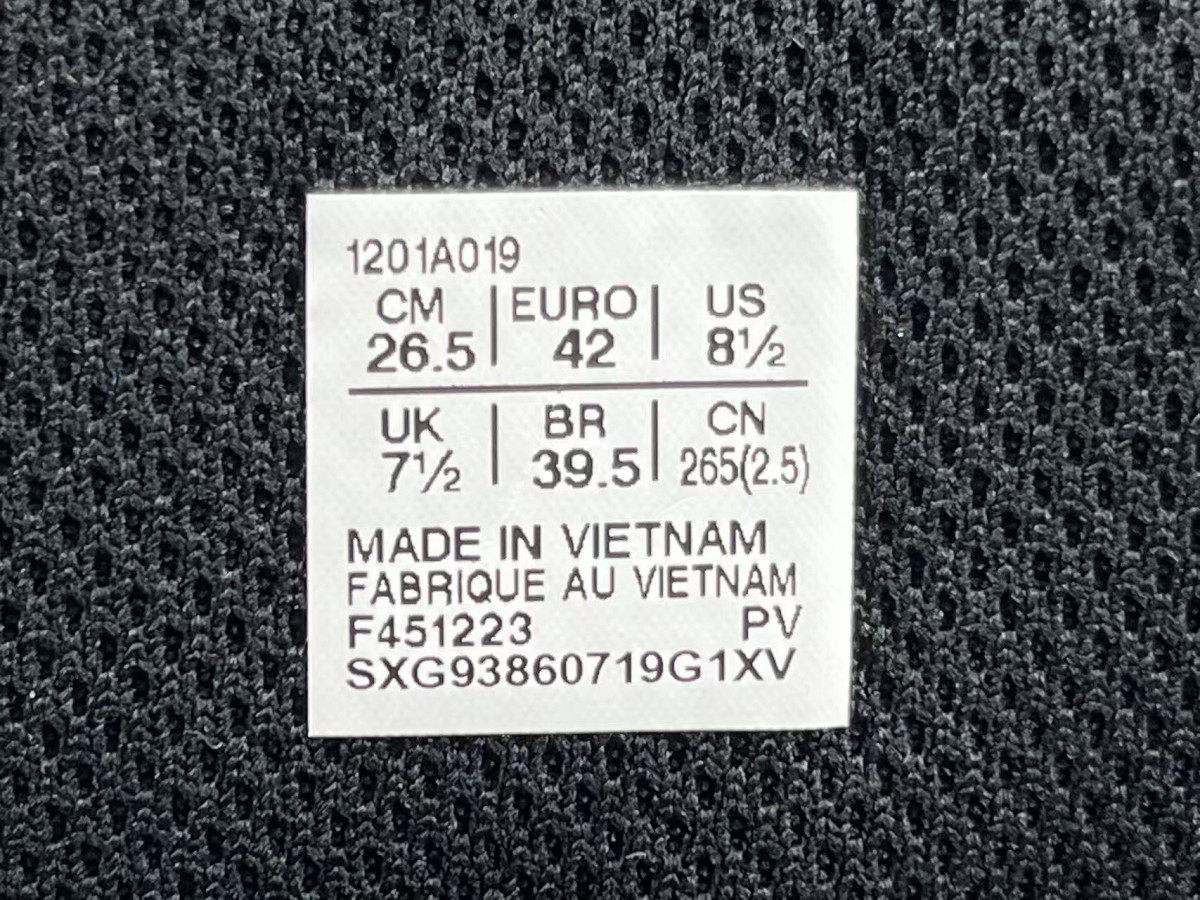 1201A019
CM | EURO | US
26.5 | 42 | 8½
UK | BR | CN
7½ | 39.5 | 265(2.5)
MADE IN VIETNAM
FABRIQUE AU VIETNAM
F451223 PV
SXG93860719G1XV